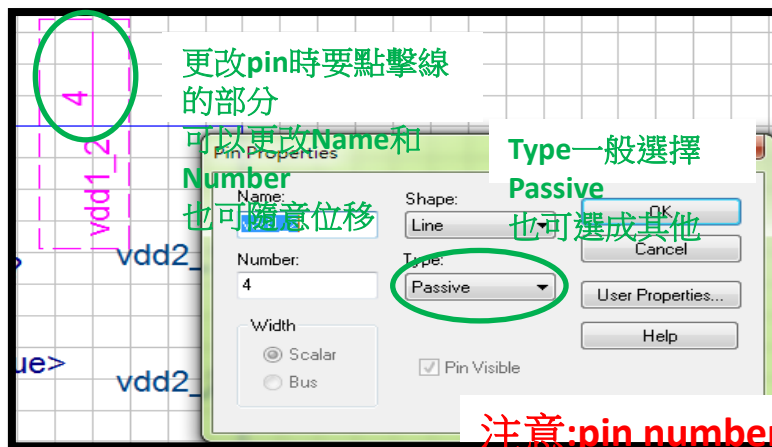 更改pin時要點擊線
的部分
可以更改Name和
Number
也可隨意位移
Type一般選擇
Passive
也可選成其他
4
vdd1_2
vdd2_
vdd2_
ue>
Pin Properties
Name:
Shape:
Line
OK
Cancel
Number:
4
Type:
Passive
User Properties...
Help
Width
Scalar
Bus
Pin Visible
注意:pin number